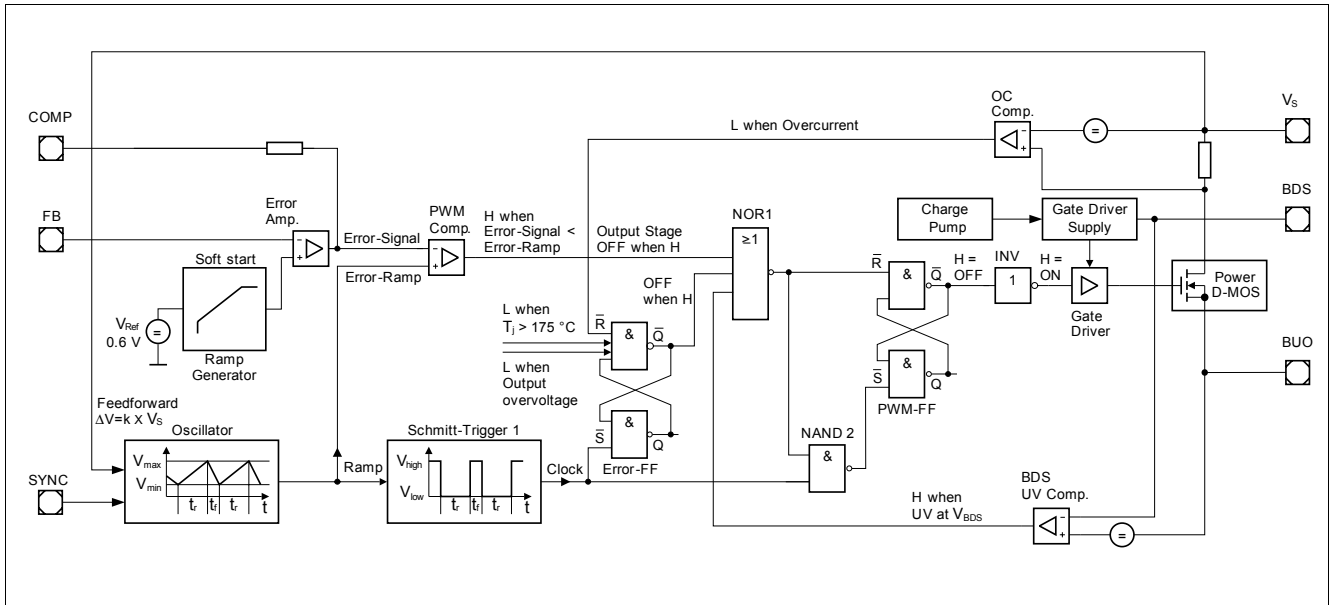 COMP
FB
SYNC
Error
Amp.
Soft start
V_Ref
0.6 V
=
Ramp
Generator
Feedforward
ΔV=k x V_S
Oscillator
V_max
V_min
t_r
t_f
t_r
t
Ramp
Error-Signal
Error-Ramp
PWM
Comp.
H when
Error-Signal <
Error-Ramp
Output Stage
OFF when H
L when Overcurrent
OC
Comp.
=
V_S
BDS
BUO
NOR1
≥1
OFF
when H
L when
T_j > 175 °C
L when
Output
overvoltage
R̅
&
Q̅
&
S̅
Q
Error-FF
Schmitt-Trigger 1
V_high
V_low
t_r
t_f
t_r
t
Clock
NAND 2
&
R̅
&
Q̅
&
S̅
Q
PWM-FF
H =
OFF
INV
1
H =
ON
Charge
Pump
Gate Driver
Supply
Gate
Driver
Power
D-MOS
BDS
UV Comp.
H when
UV at V_BDS
=
-
+
-
+
-
+
-
+